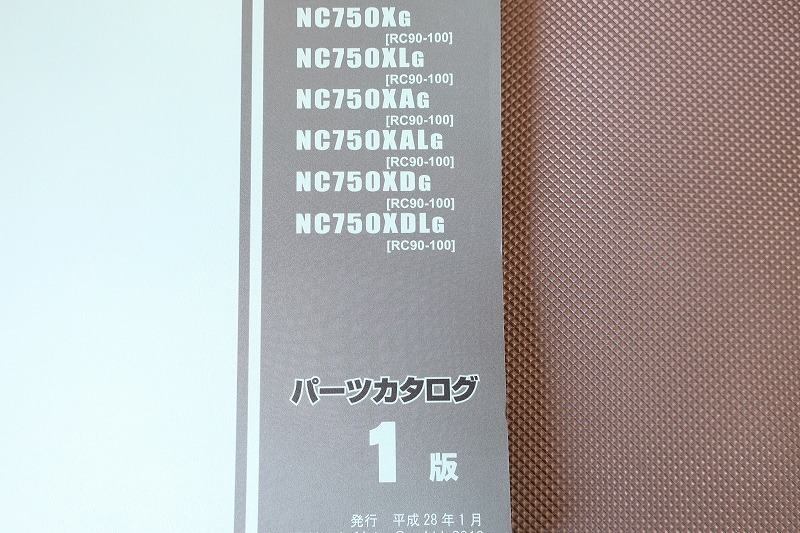 NC750XG
[RC90-100]
NC750XLG
[RC90-100]
NC750XAG
[RC90-100]
NC750XALG
[RC90-100]
NC750XDG
[RC90-100]
NC750XDLG
[RC90-100]
パーツカタログ
1版
発行 平成28年1月